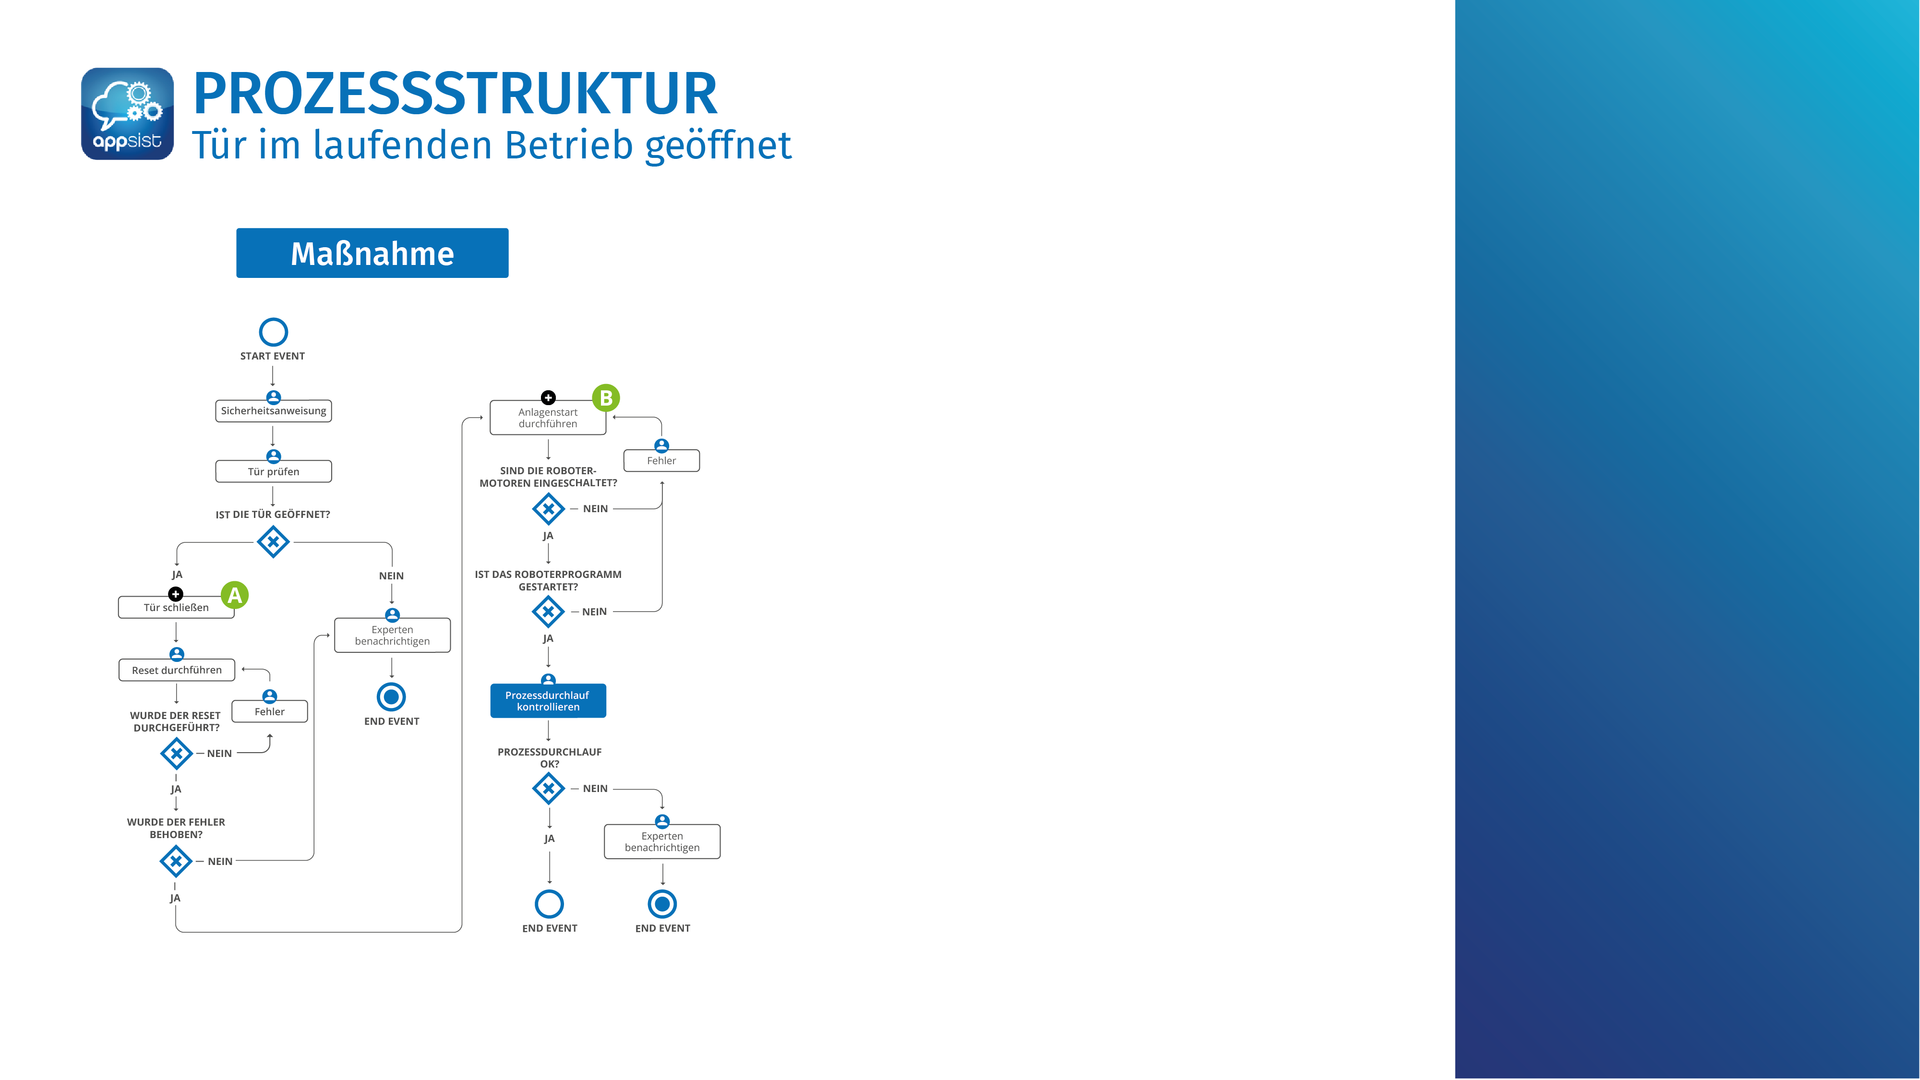 appsist
PROZESSSTRUKTUR
Tür im laufenden Betrieb geöffnet
Maßnahme
START EVENT
Sicherheitsanweisung
Tür prüfen
IST DIE TÜR GEÖFFNET?
JA
NEIN
Tür schließen
A
Experten
benachrichtigen
END EVENT
Reset durchführen
Fehler
WURDE DER RESET
DURCHGEFÜHRT?
NEIN
JA
WURDE DER FEHLER
BEHOBEN?
NEIN
JA
Anlagenstart
durchführen
B
Fehler
SIND DIE ROBOTER-
MOTOREN EINGESCHALTET?
NEIN
JA
IST DAS ROBOTERPROGRAMM
GESTARTET?
NEIN
JA
Prozessdurchlauf
kontrollieren
PROZESSDURCHLAUF
OK?
NEIN
JA
Experten
benachrichtigen
END EVENT
END EVENT